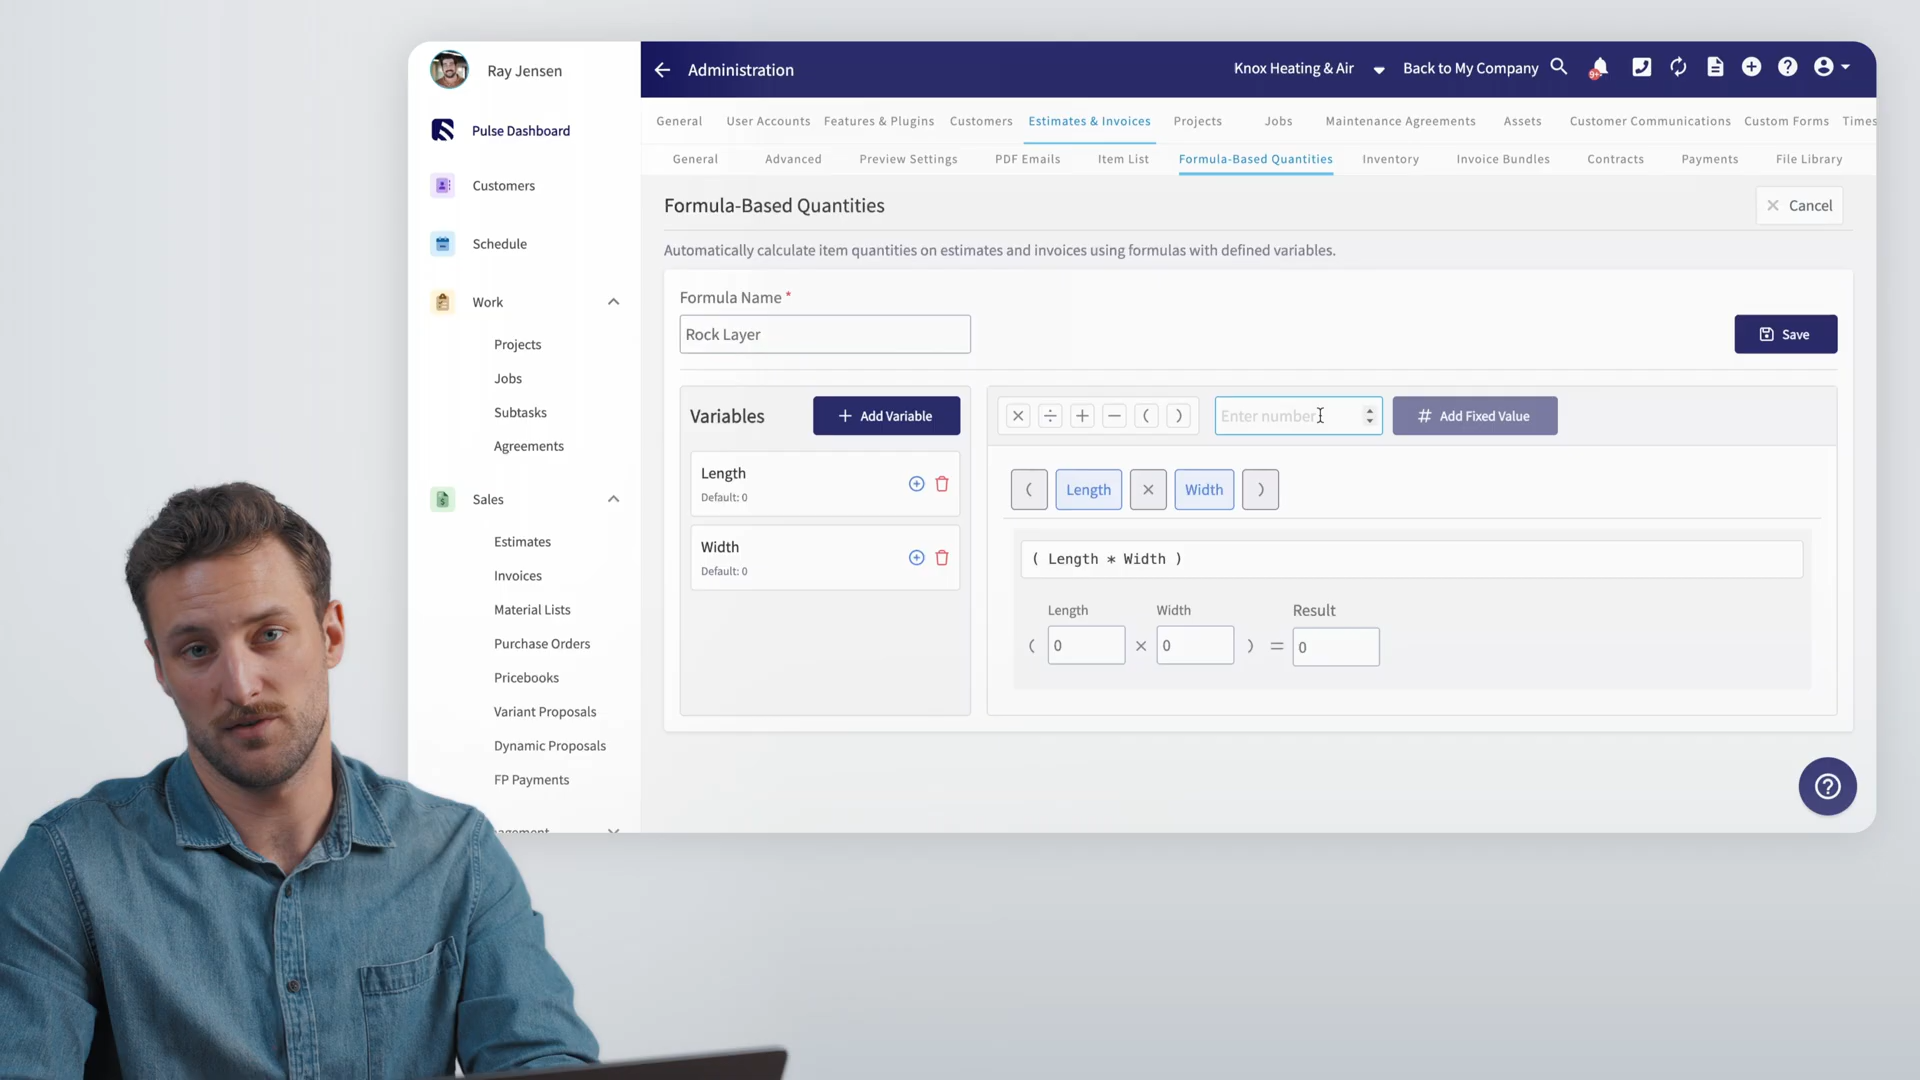 Ray Jensen
Administration
Knox Heating & Air
Back to My Company
9+
Pulse Dashboard
Customers
Schedule
Work
Projects
Jobs
Subtasks
Agreements
Sales
Estimates
Invoices
Material Lists
Purchase Orders
Pricebooks
Variant Proposals
Dynamic Proposals
FP Payments
General User Accounts Features & Plugins Customers Estimates & Invoices Projects Jobs Maintenance Agreements Assets Customer Communications Custom Forms Times
General Advanced Preview Settings PDF Emails Item List Formula-Based Quantities Inventory Invoice Bundles Contracts Payments File Library
Formula-Based Quantities
× Cancel
Automatically calculate item quantities on estimates and invoices using formulas with defined variables.
Formula Name *
Rock Layer
Save
Variables
+ Add Variable
Length
Default: 0
Width
Default: 0
× ÷ + − ( )
Enter number
# Add Fixed Value
( Length × Width )
( Length * Width )
Length Width Result
( 0 × 0 ) = 0